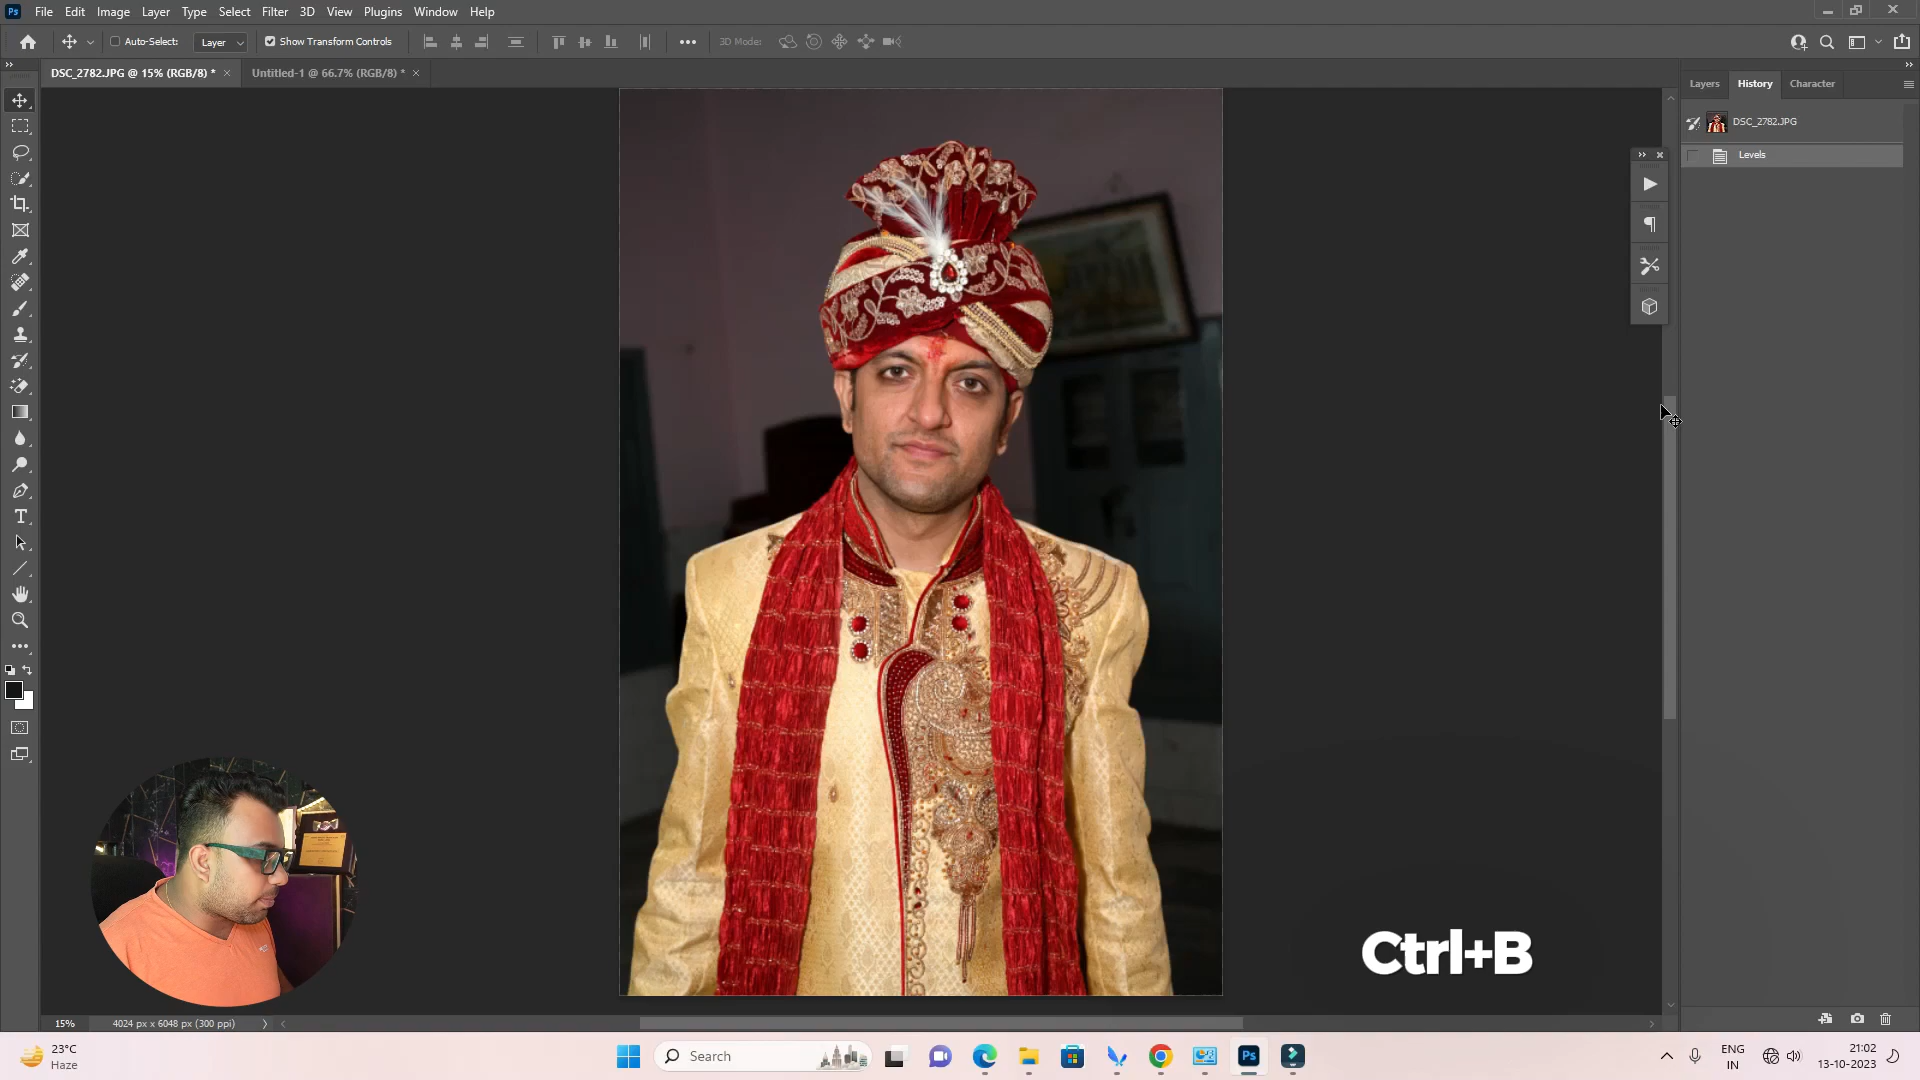 Ps File Edit Image Layer Type Select Filter 3D View Plugins Window Help
Auto-Select: Layer Show Transform Controls 3D Mode:
DSC_2782.JPG @ 15% (RGB/8) * Untitled-1 @ 66.7% (RGB/8) *
Layers History Character
DSC_2782.JPG
Levels
Ctrl+B
15% 4024 px x 6048 px (300 ppi)
23°C
Haze
Search
Ps
ENG
IN
21:02
13-10-2023